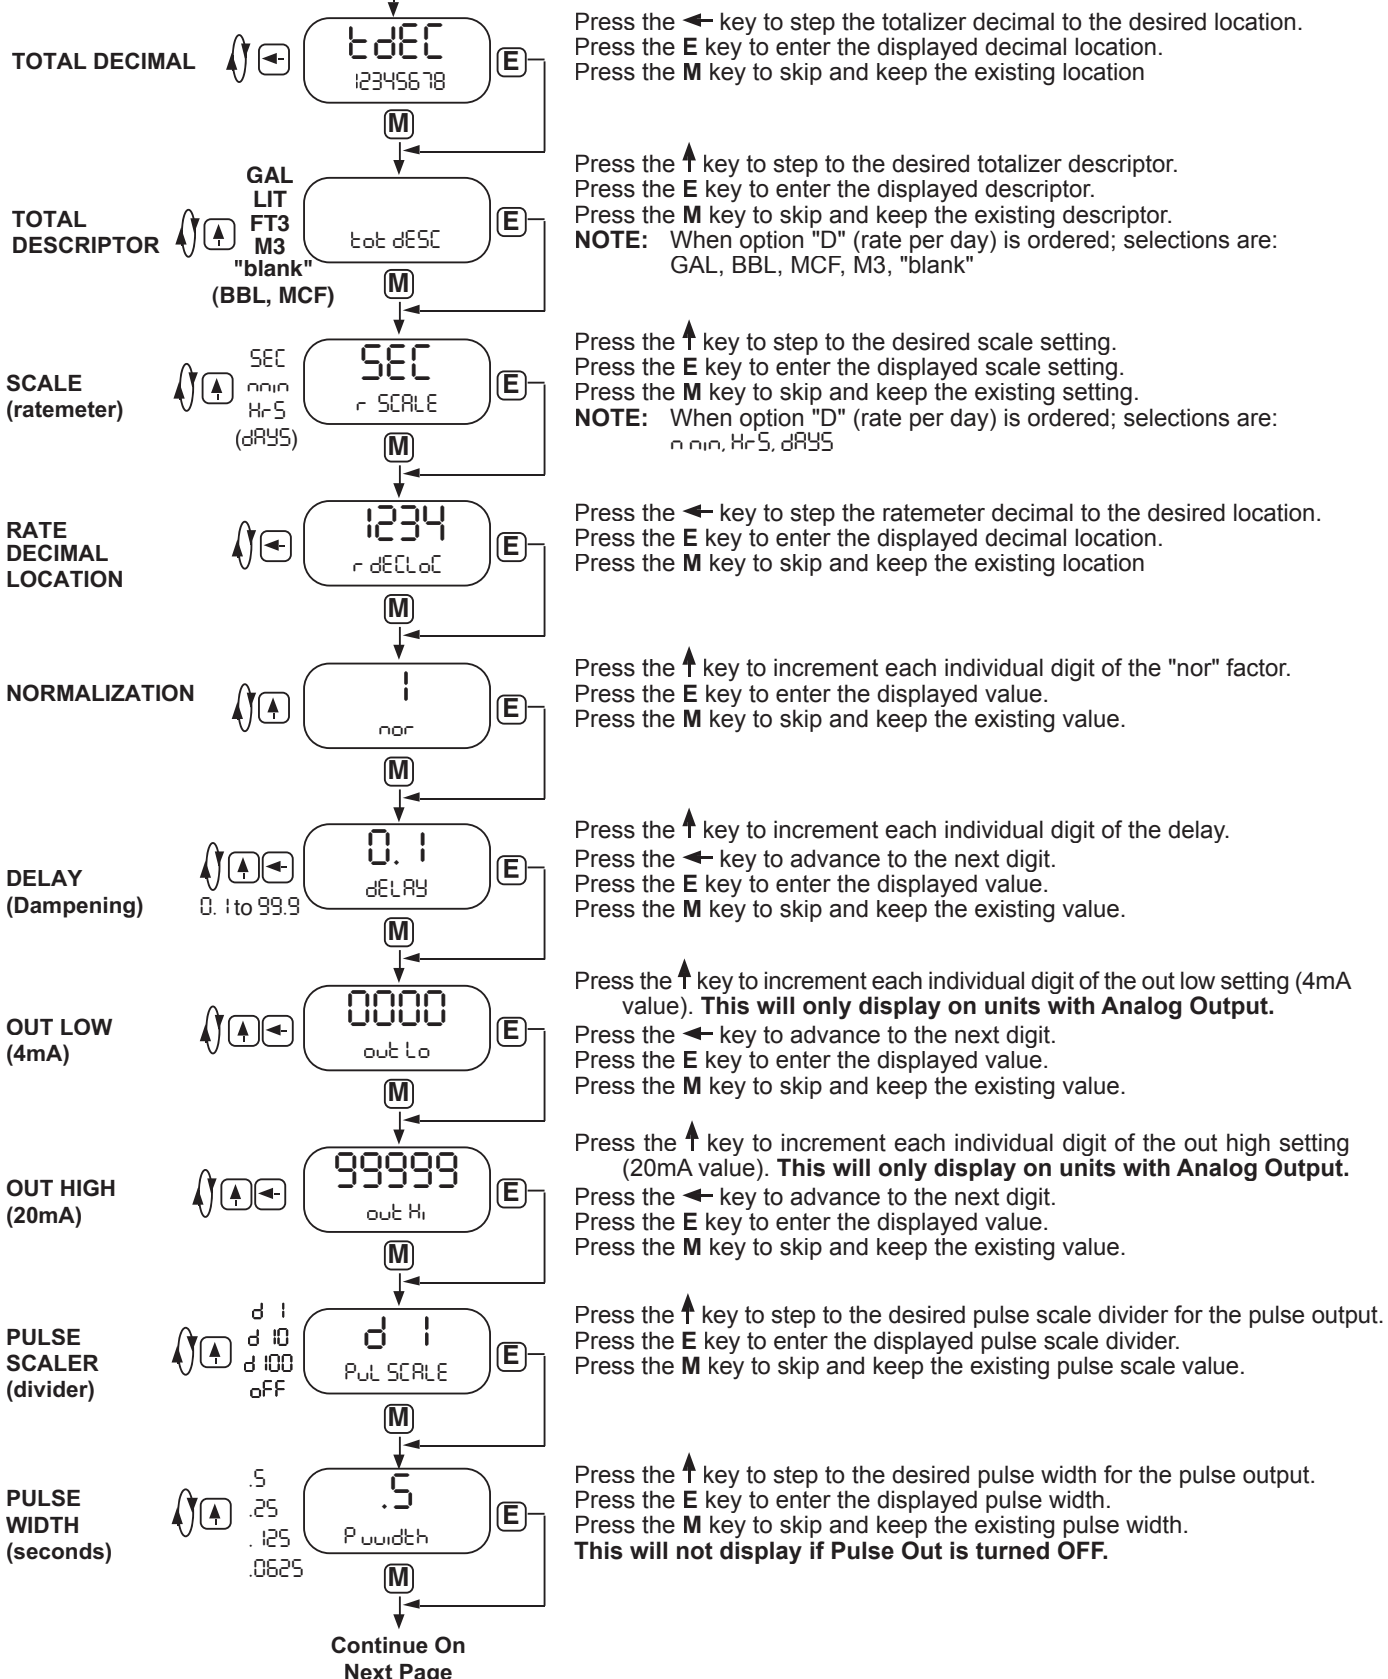 TOTAL DECIMAL
tdEC
12345678
E
M
Press the key to step the totalizer decimal to the desired location.
Press the E key to enter the displayed decimal location.
Press the M key to skip and keep the existing location
TOTAL
DESCRIPTOR
GAL
LIT
FT3
M3
"blank"
(BBL, MCF)
tot dESC
E
M
Press the key to step to the desired totalizer descriptor.
Press the E key to enter the displayed descriptor.
Press the M key to skip and keep the existing descriptor.
NOTE: When option "D" (rate per day) is ordered; selections are:
GAL, BBL, MCF, M3, "blank"
SCALE
(ratemeter)
SEC
min
HrS
(dAYS)
SEC
r SCALE
E
M
Press the key to step to the desired scale setting.
Press the E key to enter the displayed scale setting.
Press the M key to skip and keep the existing setting.
NOTE: When option "D" (rate per day) is ordered; selections are:
min, HrS, dAYS
RATE
DECIMAL
LOCATION
1234
r dECLoC
E
M
Press the key to step the ratemeter decimal to the desired location.
Press the E key to enter the displayed decimal location.
Press the M key to skip and keep the existing location
NORMALIZATION
1
nor
E
M
Press the key to increment each individual digit of the "nor" factor.
Press the E key to enter the displayed value.
Press the M key to skip and keep the existing value.
DELAY
(Dampening)
0.1 to 99.9
0.1
dELAY
E
M
Press the key to increment each individual digit of the delay.
Press the key to advance to the next digit.
Press the E key to enter the displayed value.
Press the M key to skip and keep the existing value.
OUT LOW
(4mA)
0000
out Lo
E
M
Press the key to increment each individual digit of the out low setting (4mA
value). This will only display on units with Analog Output.
Press the key to advance to the next digit.
Press the E key to enter the displayed value.
Press the M key to skip and keep the existing value.
OUT HIGH
(20mA)
99999
out Hi
E
M
Press the key to increment each individual digit of the out high setting
(20mA value). This will only display on units with Analog Output.
Press the key to advance to the next digit.
Press the E key to enter the displayed value.
Press the M key to skip and keep the existing value.
PULSE
SCALER
(divider)
d 1
d 10
d 100
oFF
d 1
PuL SCALE
E
M
Press the key to step to the desired pulse scale divider for the pulse output.
Press the E key to enter the displayed pulse scale divider.
Press the M key to skip and keep the existing pulse scale value.
PULSE
WIDTH
(seconds)
.5
.25
.125
.0625
.5
P width
E
M
Press the key to step to the desired pulse width for the pulse output.
Press the E key to enter the displayed pulse width.
Press the M key to skip and keep the existing pulse width.
This will not display if Pulse Out is turned OFF.
Continue On
Next Page